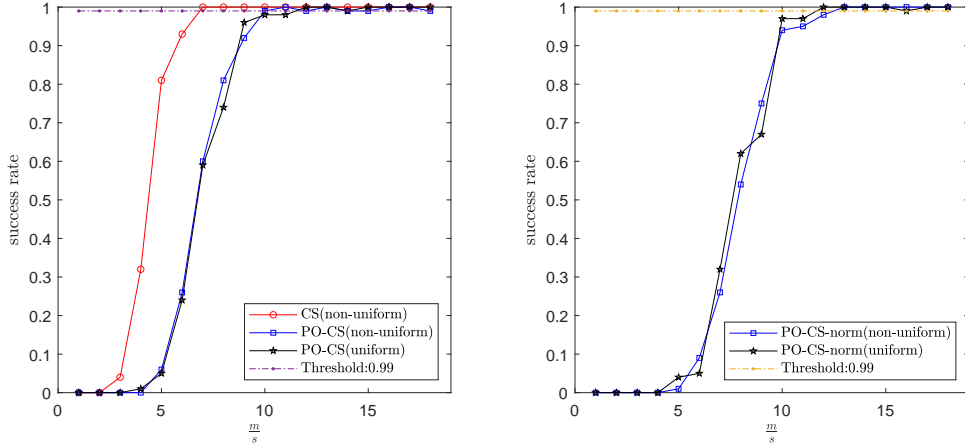 1
0.9
0.8
0.7
0.6
0.5
0.4
0.3
0.2
0.1
0
success rate
CS(non-uniform)
PO-CS(non-uniform)
PO-CS(uniform)
Threshold:0.99
0 5 10 15
m
s
1
0.9
0.8
0.7
0.6
0.5
0.4
0.3
0.2
0.1
0
success rate
PO-CS-norm(non-uniform)
PO-CS-norm(uniform)
Threshold:0.99
0 5 10 15
m
s